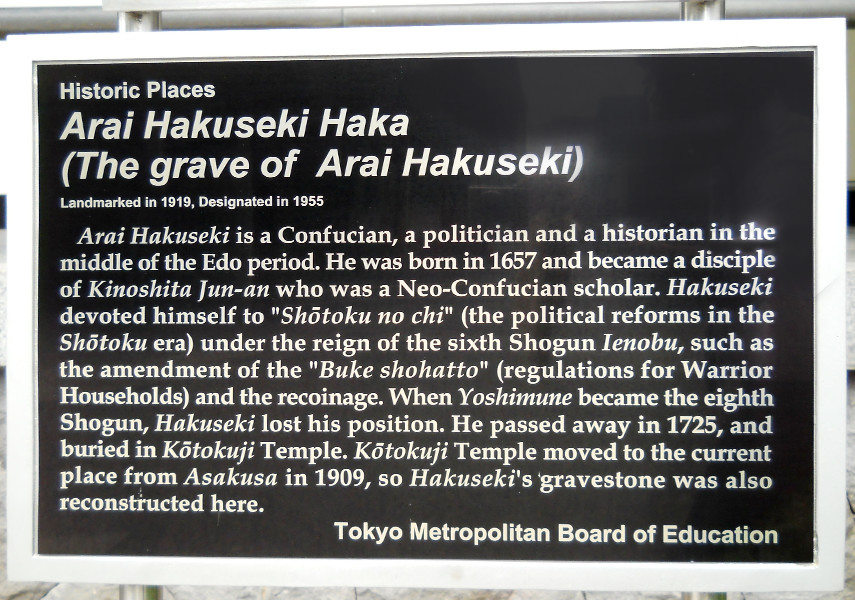 Historic Places
Arai Hakuseki Haka
(The grave of Arai Hakuseki)
Landmarked in 1919, Designated in 1955
Arai Hakuseki is a Confucian, a politician and a historian in the
middle of the Edo period. He was born in 1657 and became a disciple
of Kinoshita Jun-an who was a Neo-Confucian scholar. Hakuseki
devoted himself to "Shōtoku no chi" (the political reforms in the
Shōtoku era) under the reign of the sixth Shogun Ienobu, such as
the amendment of the "Buke shohatto" (regulations for Warrior
Households) and the recoinage. When Yoshimune became the eighth
Shogun, Hakuseki lost his position. He passed away in 1725, and
buried in Kōtokuji Temple. Kōtokuji Temple moved to the current
place from Asakusa in 1909, so Hakuseki's gravestone was also
reconstructed here.
Tokyo Metropolitan Board of Education